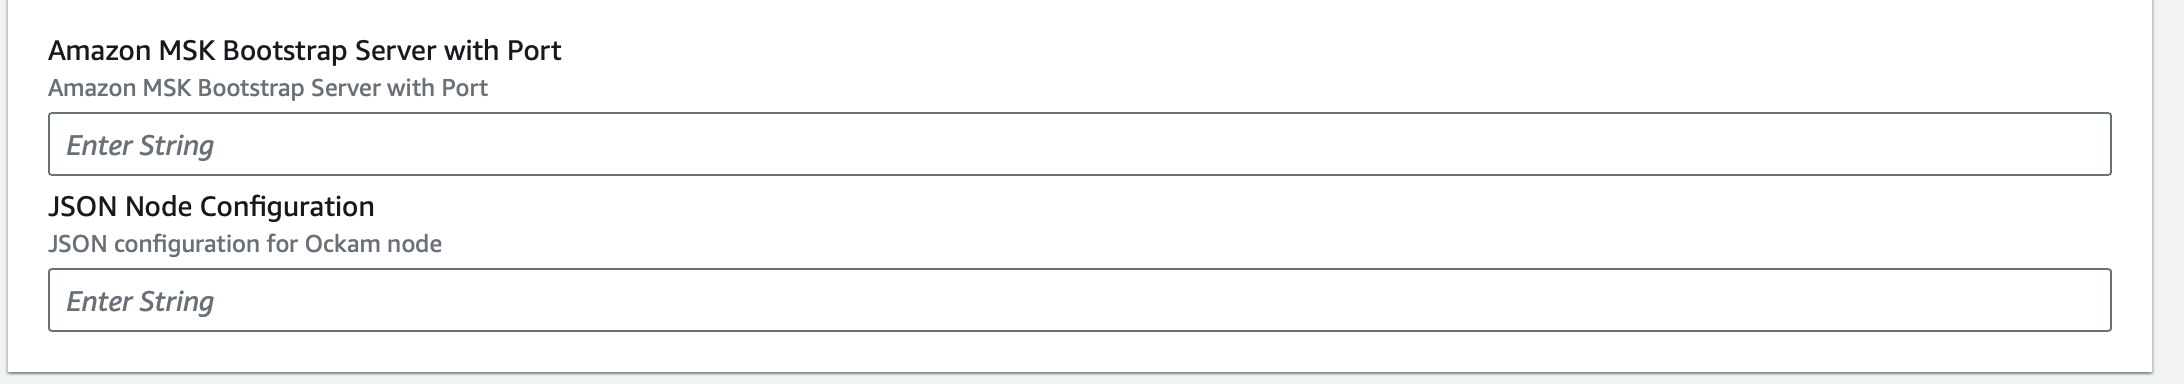 Amazon MSK Bootstrap Server with Port
Amazon MSK Bootstrap Server with Port
Enter String
JSON Node Configuration
JSON configuration for Ockam node
Enter String